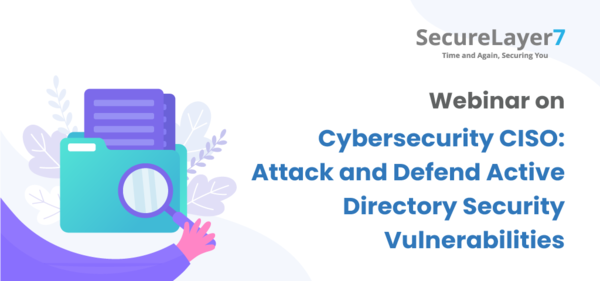 SecureLayer7
Time and Again, Securing You
Webinar on
Cybersecurity CISO:
Attack and Defend Active
Directory Security
Vulnerabilities